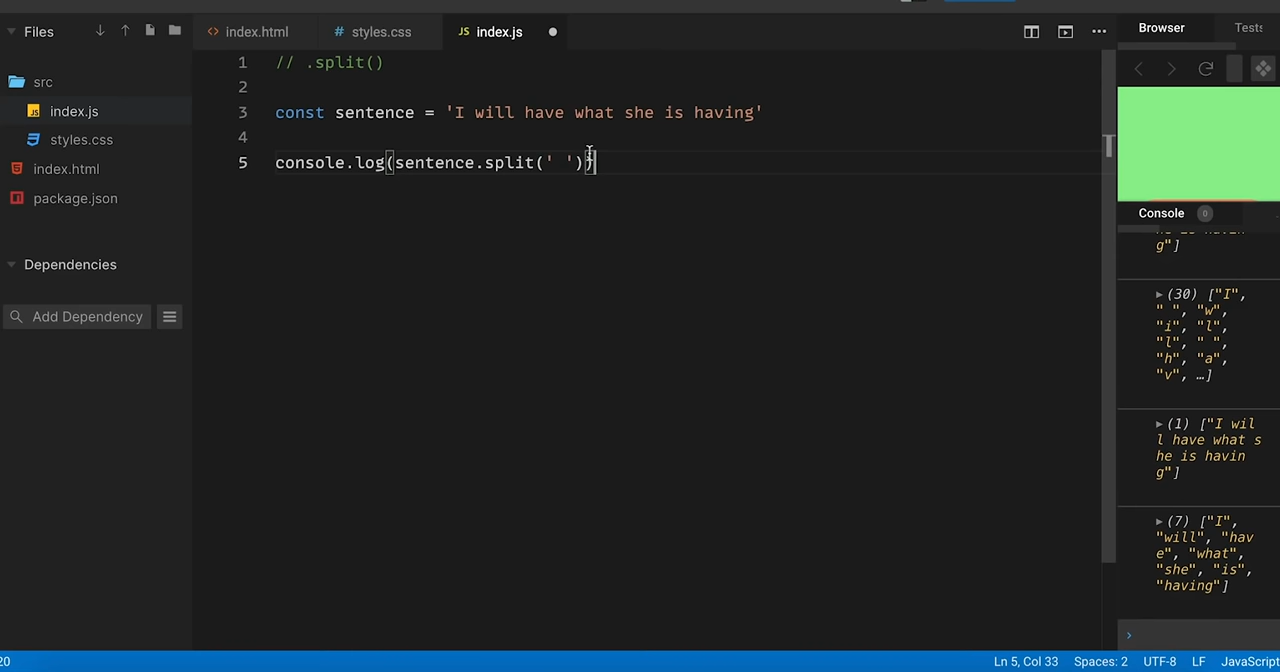 Files
index.html
styles.css
JS index.js
Browser
Tests
src
index.js
styles.css
index.html
package.json
Dependencies
Add Dependency
1 // .split()
2
3 const sentence = 'I will have what she is having'
4
5 console.log(sentence.split(' '))
Console 0
g"]
(30) ["I",
" ", "w",
"i", "l",
"l", " ",
"h", "a",
"v", …]
(1) ["I wil
l have what s
he is havin
g"]
(7) ["I",
"will", "hav
e", "what",
"she", "is",
"having"]
20
Ln 5, Col 33 Spaces: 2 UTF-8 LF JavaScript